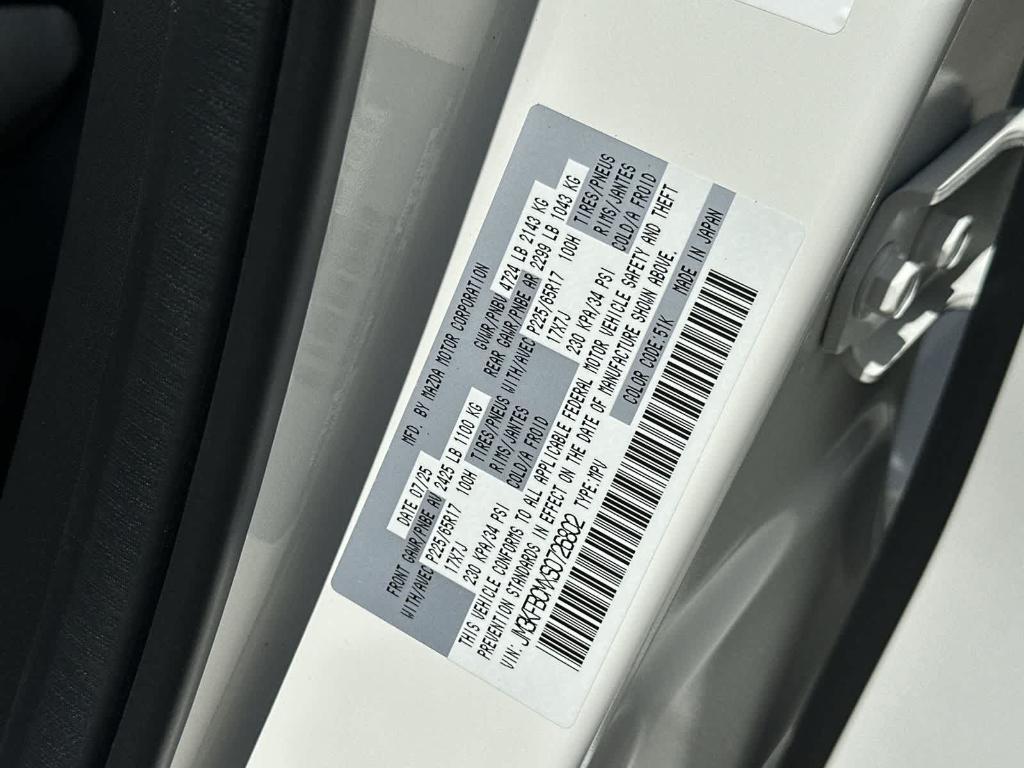 MFD. BY MAZDA MOTOR CORPORATION
DATE 07/25 GVWR/PNBV 4724 LB 2143 KG
FRONT GAWR/PNBE AV 2425 LB 1100 KG REAR GAWR/PNBE AR 2299 LB 1043 KG
WITH/AVEC P225/65R17 100H TIRES/PNEUS WITH/AVEC P225/65R17 100H TIRES/PNEUS
17X7J RIMS/JANTES 17X7J RIMS/JANTES
230 KPA/34 PSI COLD/A FROID 230 KPA/34 PSI COLD/A FROID
THIS VEHICLE CONFORMS TO ALL APPLICABLE FEDERAL MOTOR VEHICLE SAFETY AND THEFT
PREVENTION STANDARDS IN EFFECT ON THE DATE OF MANUFACTURE SHOWN ABOVE.
VIN: JM3KFBCMXS0726802 TYPE:MPV COLOR CODE:51K MADE IN JAPAN